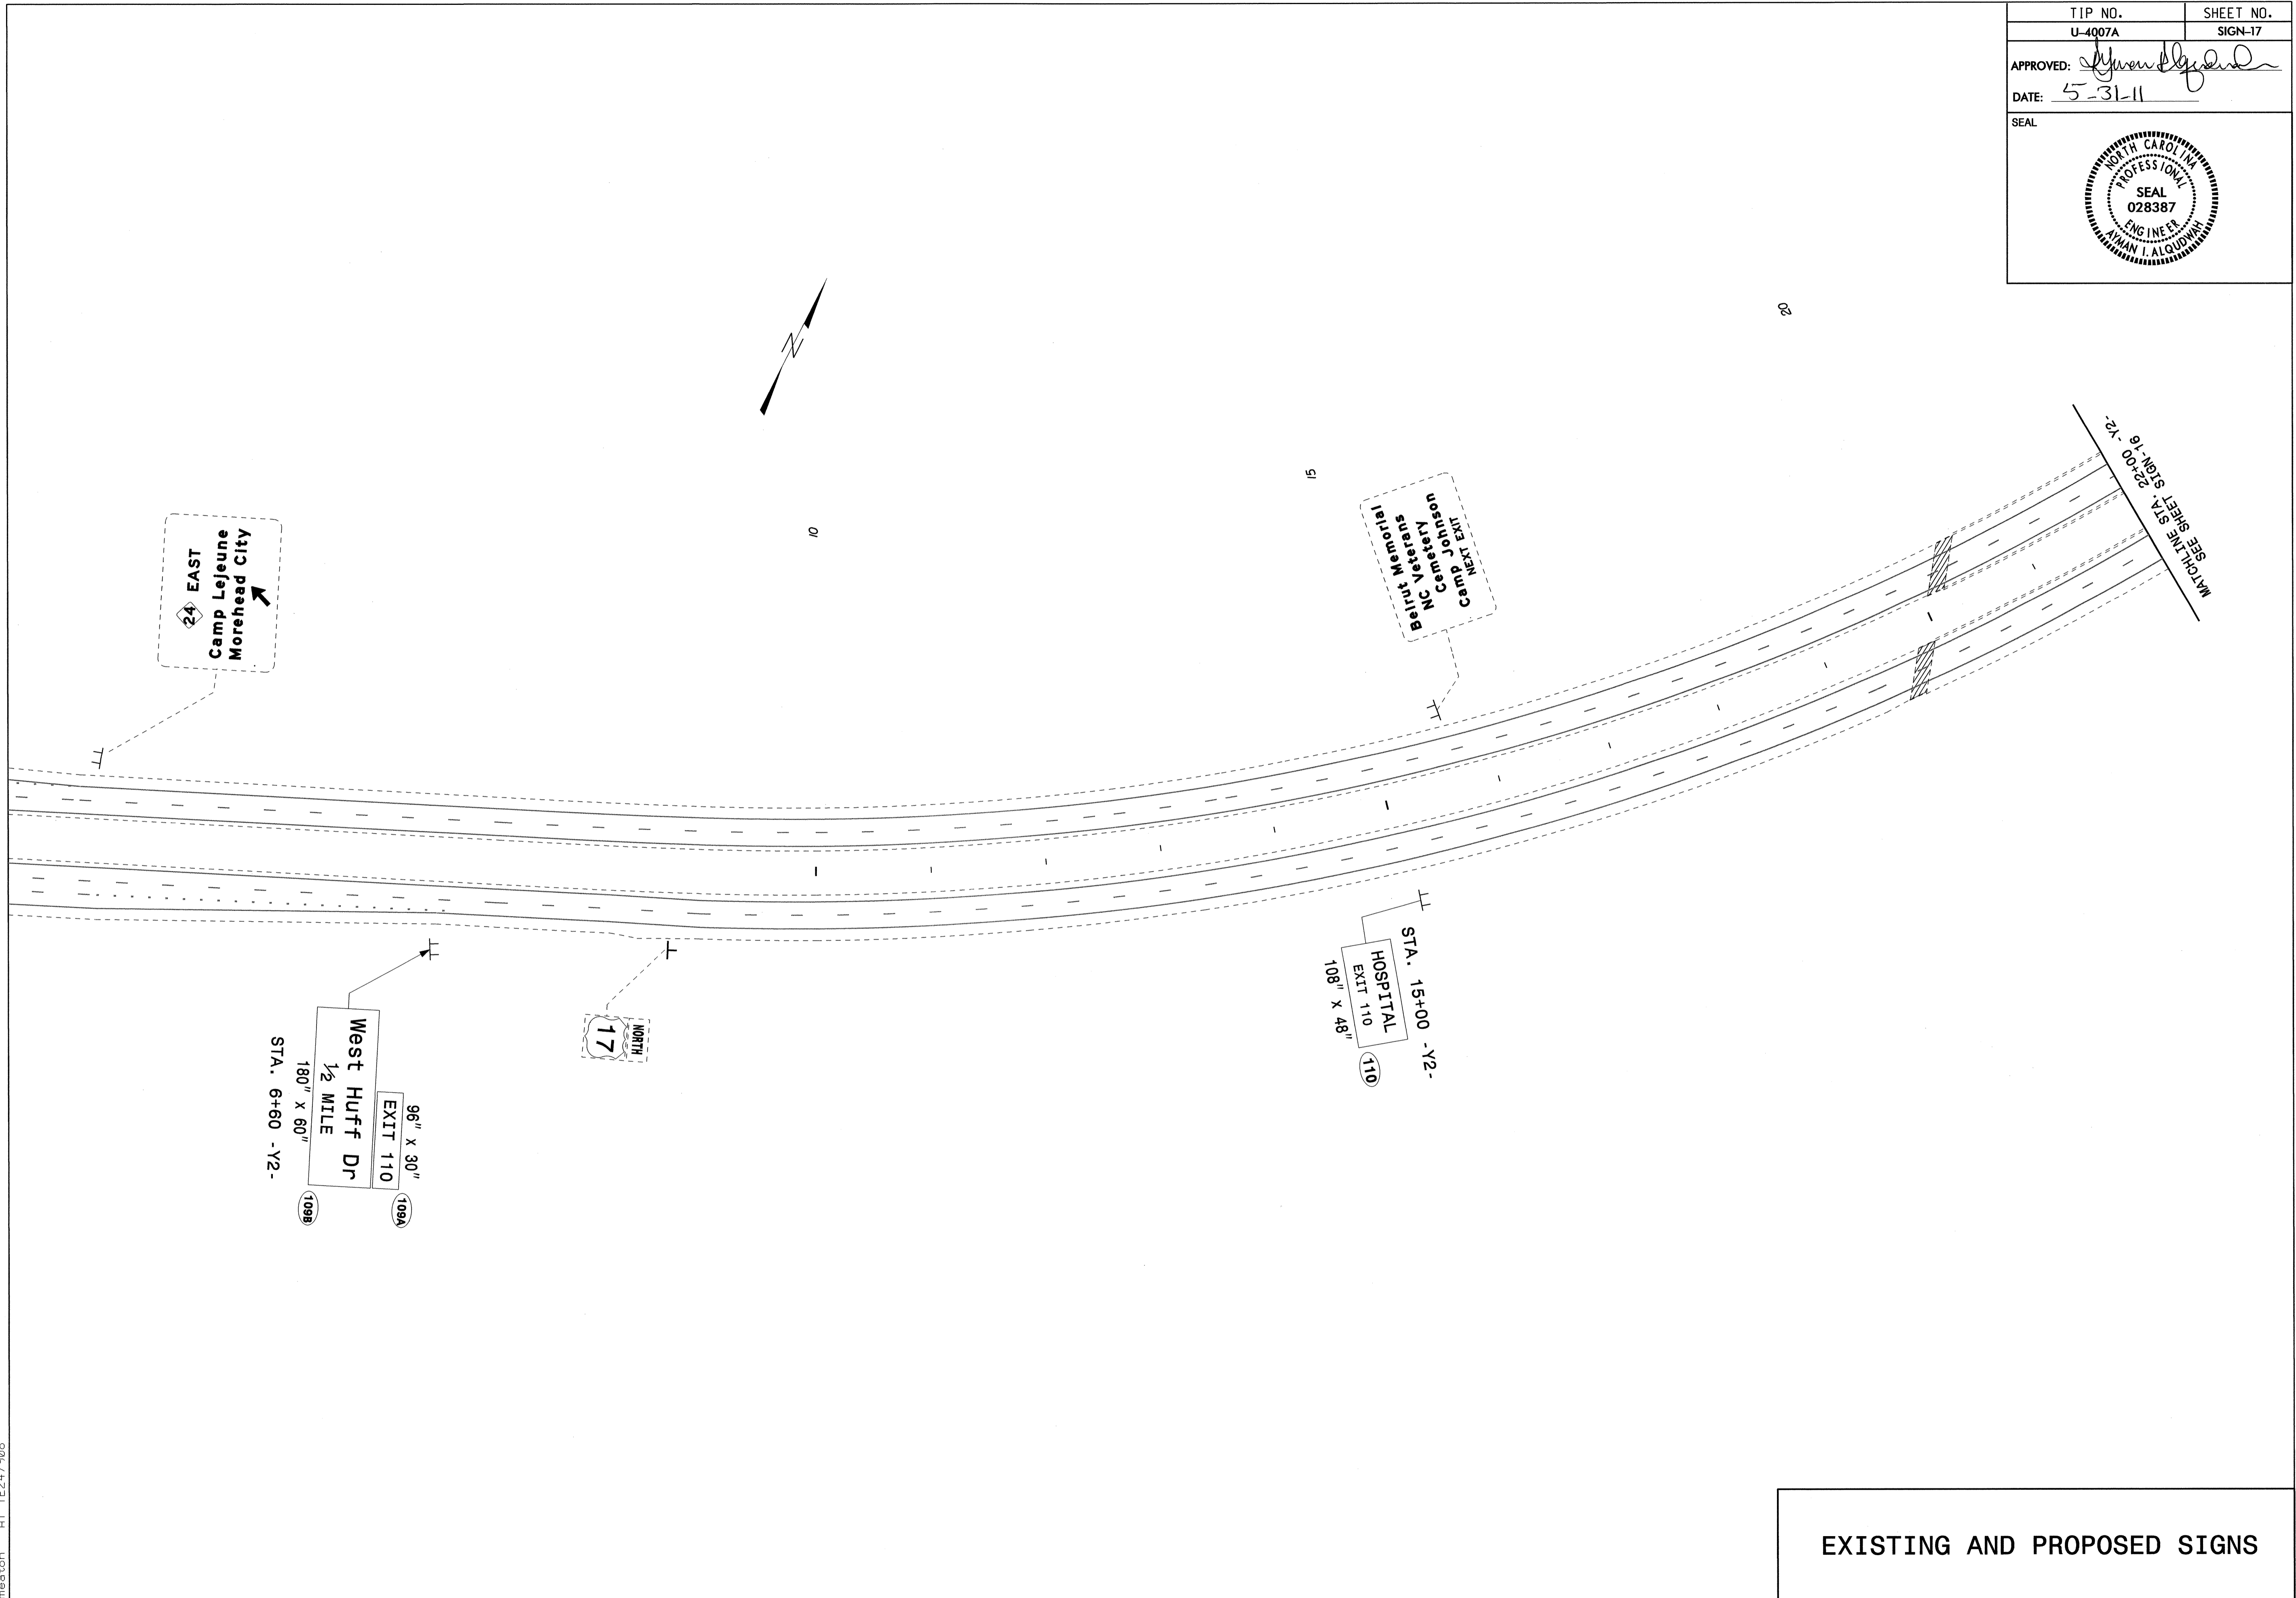 TIP NO. SHEET NO.
U-4007A SIGN-17
APPROVED:
DATE: 5-31-11
SEAL
NORTH CAROLINA
PROFESSIONAL
SEAL
028387
ENGINEER
AYMAN I. ALQUDWAH
N
20
15
10
MATCHLINE STA. 22+00 -Y2-
SEE SHEET SIGN-16
24 EAST
Camp Lejeune
Morehead City
Beirut Memorial
NC Veterans
Cemetery
Camp Johnson
NEXT EXIT
STA. 15+00 -Y2-
HOSPITAL
EXIT 110
108" X 48"
110
NORTH
17
96" X 30"
109A
EXIT 110
West Huff Dr
1/2 MILE
180" X 60"
109B
STA. 6+60 -Y2-
EXISTING AND PROPOSED SIGNS